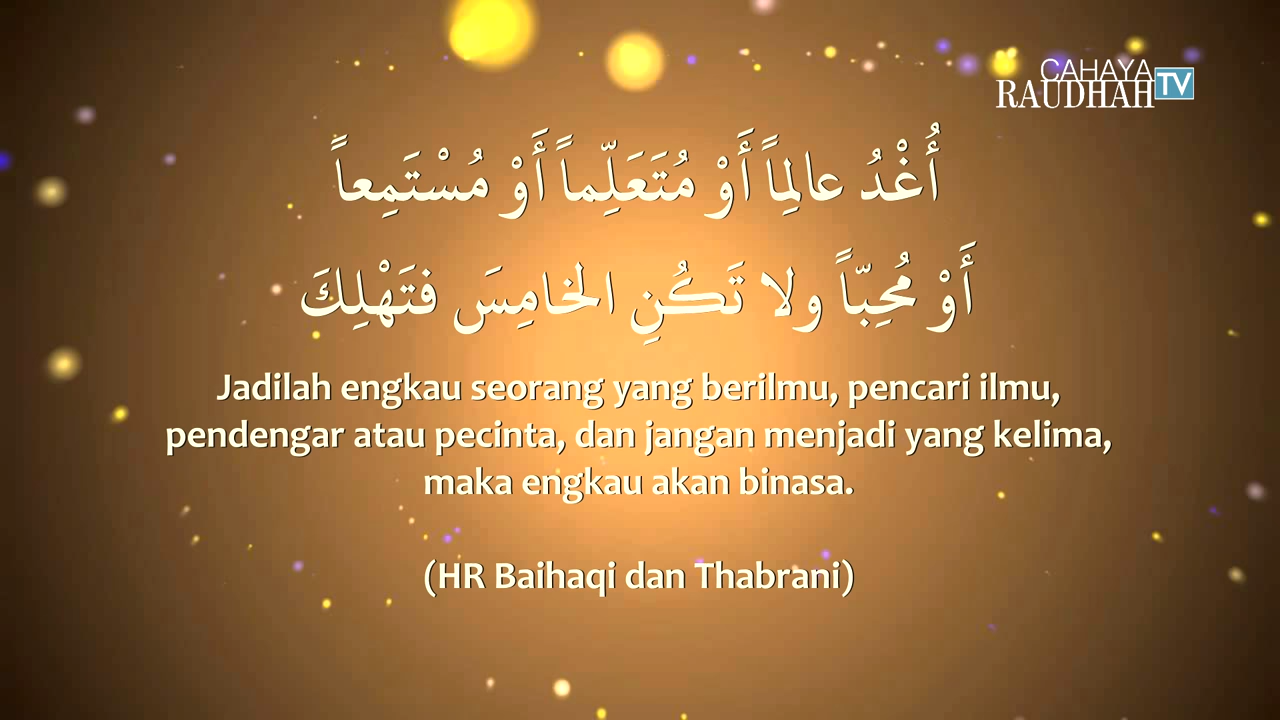 CAHAYA
RAUDHAH TV
أُغْدُ عالِماً أَوْ مُتَعَلِّماً أَوْ مُسْتَمِعاً
أَوْ مُحِبّاً ولا تَكُنِ الخامِسَ فتَهْلِكَ
Jadilah engkau seorang yang berilmu, pencari ilmu,
pendengar atau pecinta, dan jangan menjadi yang kelima,
maka engkau akan binasa.
(HR Baihaqi dan Thabrani)